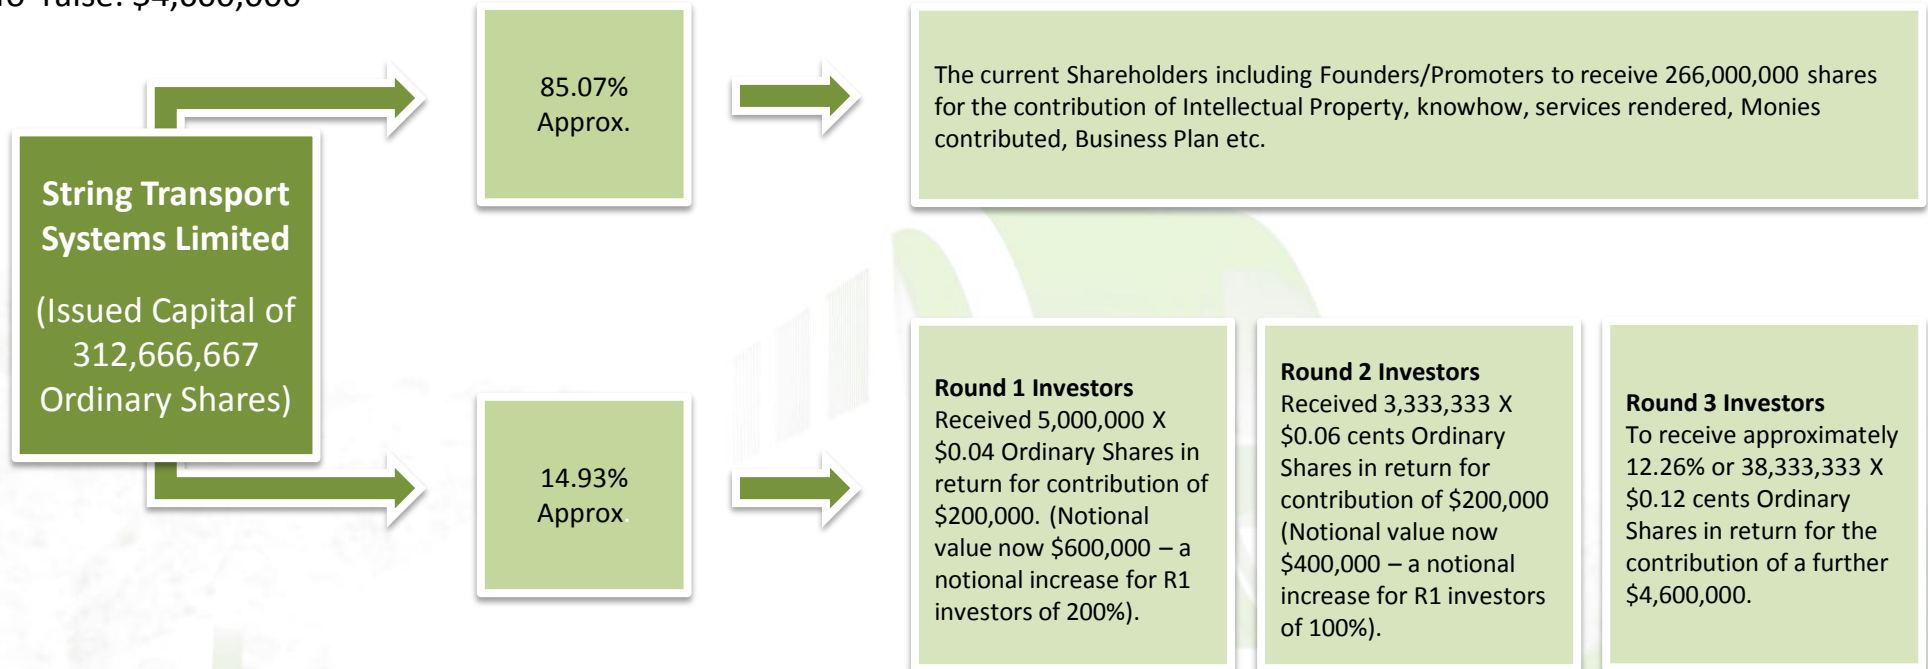 String Transport
Systems Limited
(Issued Capital of
312,666,667
Ordinary Shares)
85.07%
Approx.
The current Shareholders including Founders/Promoters to receive 266,000,000 shares
for the contribution of Intellectual Property, knowhow, services rendered, Monies
contributed, Business Plan etc.
14.93%
Approx.
Round 1 Investors
Received 5,000,000 X
$0.04 Ordinary Shares in
return for contribution of
$200,000. (Notional
value now $600,000 – a
notional increase for R1
investors of 200%).
Round 2 Investors
Received 3,333,333 X
$0.06 cents Ordinary
Shares in return for
contribution of $200,000
(Notional value now
$400,000 – a notional
increase for R1 investors
of 100%).
Round 3 Investors
To receive approximately
12.26% or 38,333,333 X
$0.12 cents Ordinary
Shares in return for the
contribution of a further
$4,600,000.